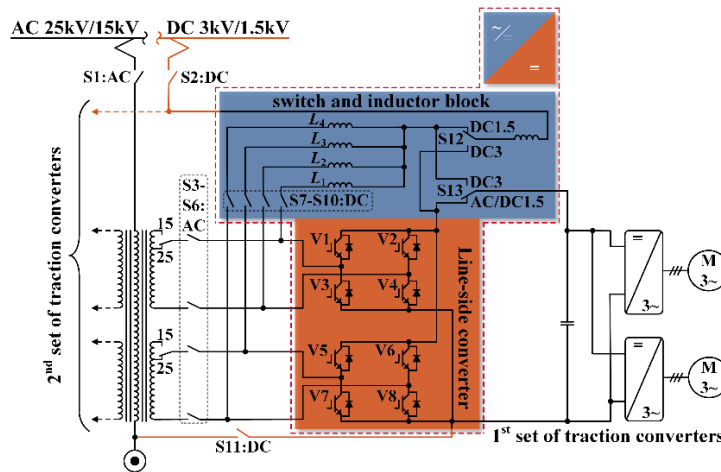 AC 25kV/15kV
DC 3kV/1.5kV
~/=
=
S1:AC
S2:DC
switch and inductor block
L4
L3
L2
L1
S12
DC1.5
DC3
S13
DC3
AC/DC1.5
S3-
S6:
AC
S7-S10:DC
15
25
V1
V2
V3
V4
15
25
V5
V6
V7
V8
Line-side converter
2nd set of traction converters
=
3~
M
3~
=
3~
M
3~
S11:DC
1st set of traction converters